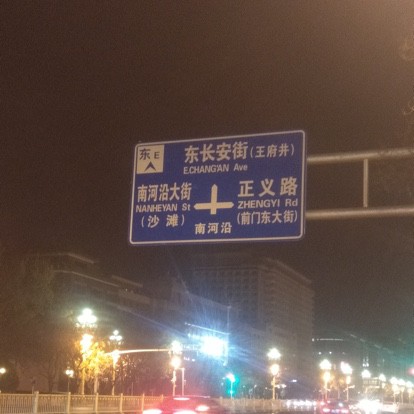 东 E
东长安街(王府井)
E.CHANG'AN Ave
南河沿大街
NANHEYAN St
(沙滩)
正义路
ZHENGYI Rd
(前门东大街)
南河沿